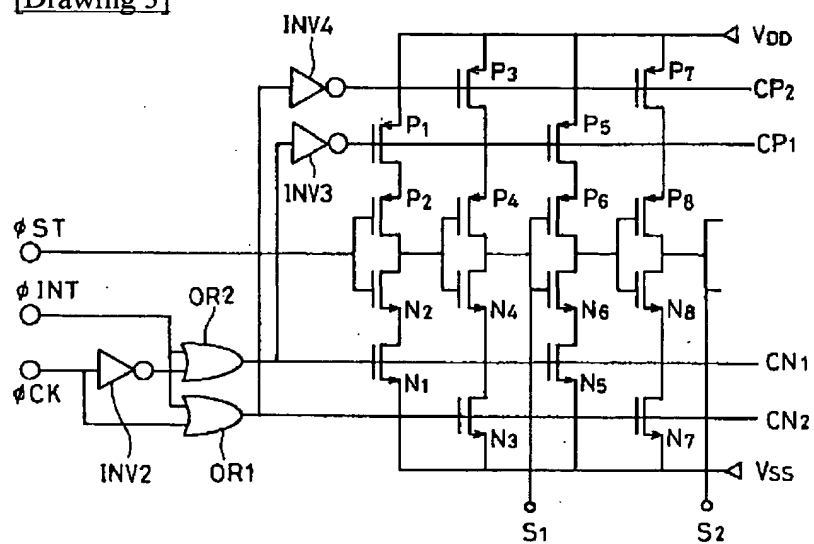 [Drawing 3]
INV4
VDD
P3
P7
CP2
P1
P5
CP1
INV3
P2
P4
P6
P8
φST
φINT
OR2
N2
N4
N6
N8
φCK
N1
N5
CN1
CN2
INV2
OR1
N3
N7
VSS
S1
S2